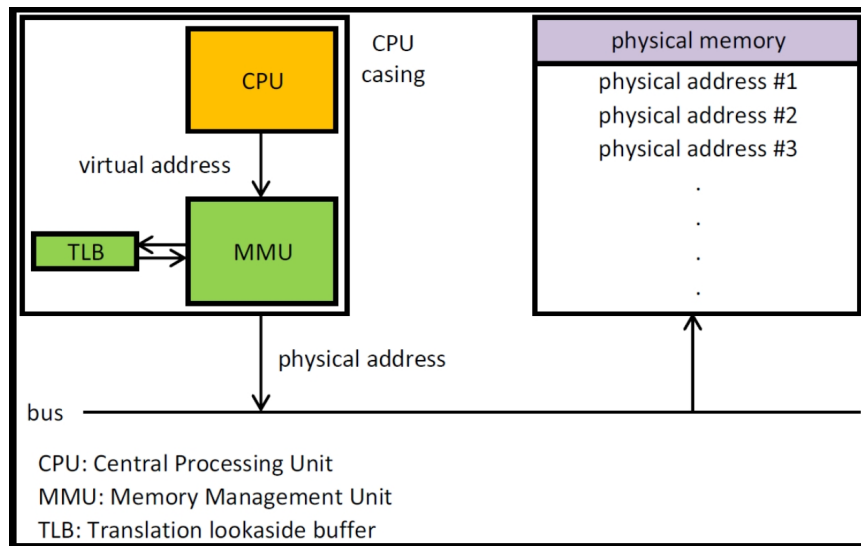 CPU
CPU
casing
virtual address
TLB
MMU
physical address
physical memory
physical address #1
physical address #2
physical address #3
.
.
.
.
bus
CPU: Central Processing Unit
MMU: Memory Management Unit
TLB: Translation lookaside buffer